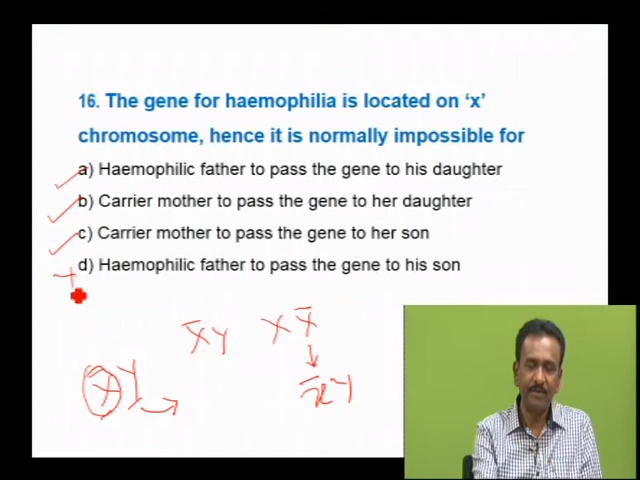 16. The gene for haemophilia is located on ‘x’
chromosome, hence it is normally impossible for
a) Haemophilic father to pass the gene to his daughter
b) Carrier mother to pass the gene to her daughter
c) Carrier mother to pass the gene to her son
d) Haemophilic father to pass the gene to his son
X̅Y XX̅
XY X̅Y